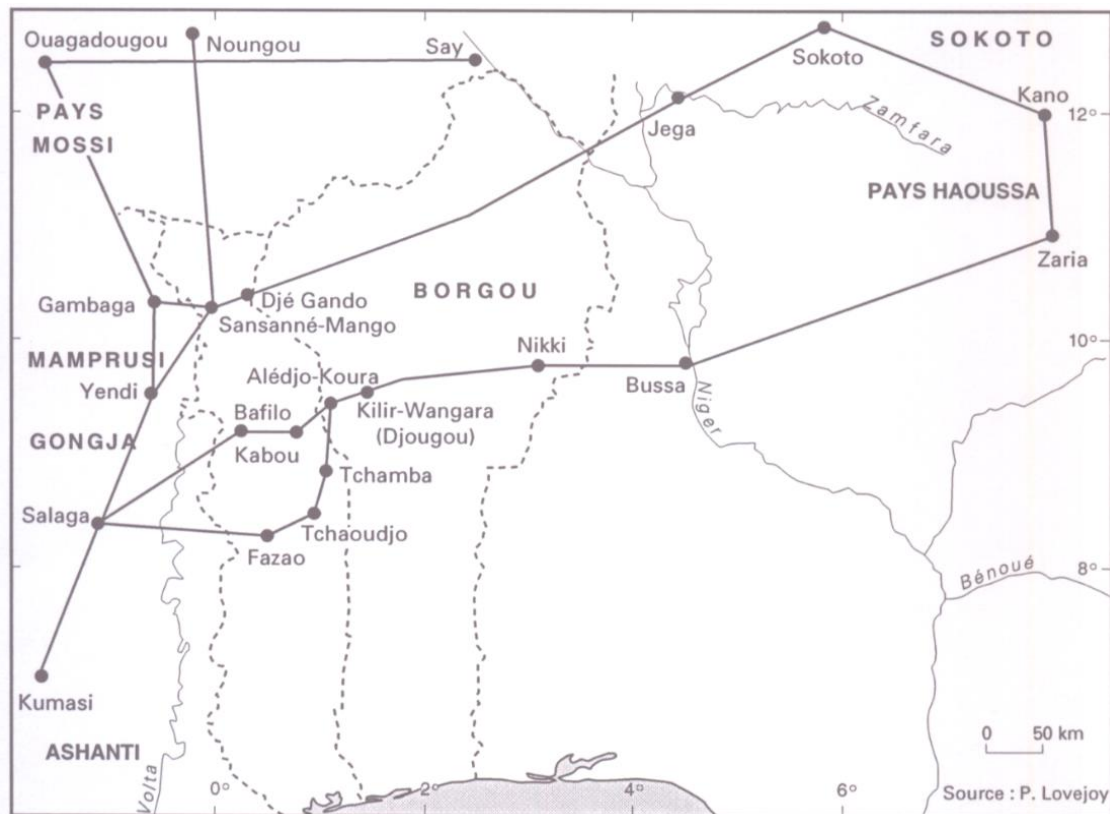 Ouagadougou
Noungou
Say
Sokoto
SOKOTO
Kano
12°
PAYS
MOSSI
Jega
Zamfara
PAYS HAOUSSA
Zaria
Gambaga
Djé Gando
Sansanné-Mango
BORGOU
10°
MAMPRUSI
Nikki
Yendi
Alédjo-Koura
Bussa
Niger
Bafilo
Kilir-Wangara
(Djougou)
GONGJA
Kabou
Tchamba
Salaga
Tchaoudjo
Fazao
8°
Bénoué
Kumasi
ASHANTI
Volta
0 50 km
0°
2°
4°
6°
Source : P. Lovejoy